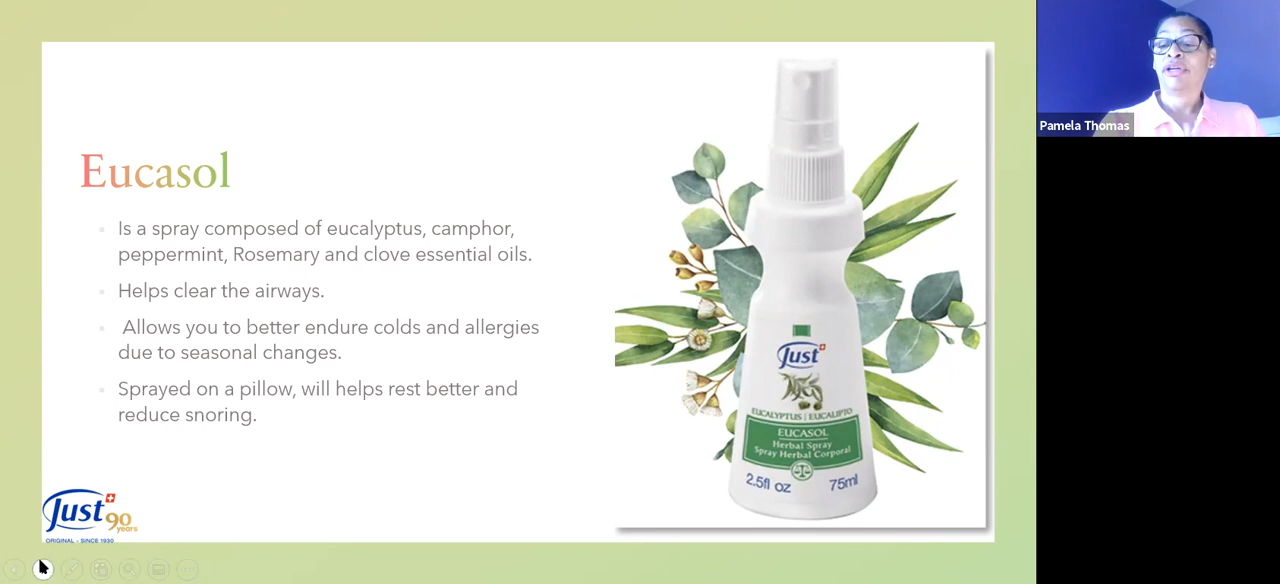 Eucasol
Is a spray composed of eucalyptus, camphor,
peppermint, Rosemary and clove essential oils.
Helps clear the airways.
Allows you to better endure colds and allergies
due to seasonal changes.
Sprayed on a pillow, will helps rest better and
reduce snoring.
Just
EUCALYPTUS | EUCALIPTO
EUCASOL
Herbal Spray
Spray Herbal Corporal
2.5fl oz 75ml
Just
90
years
ORIGINAL - SINCE 1930
Pamela Thomas